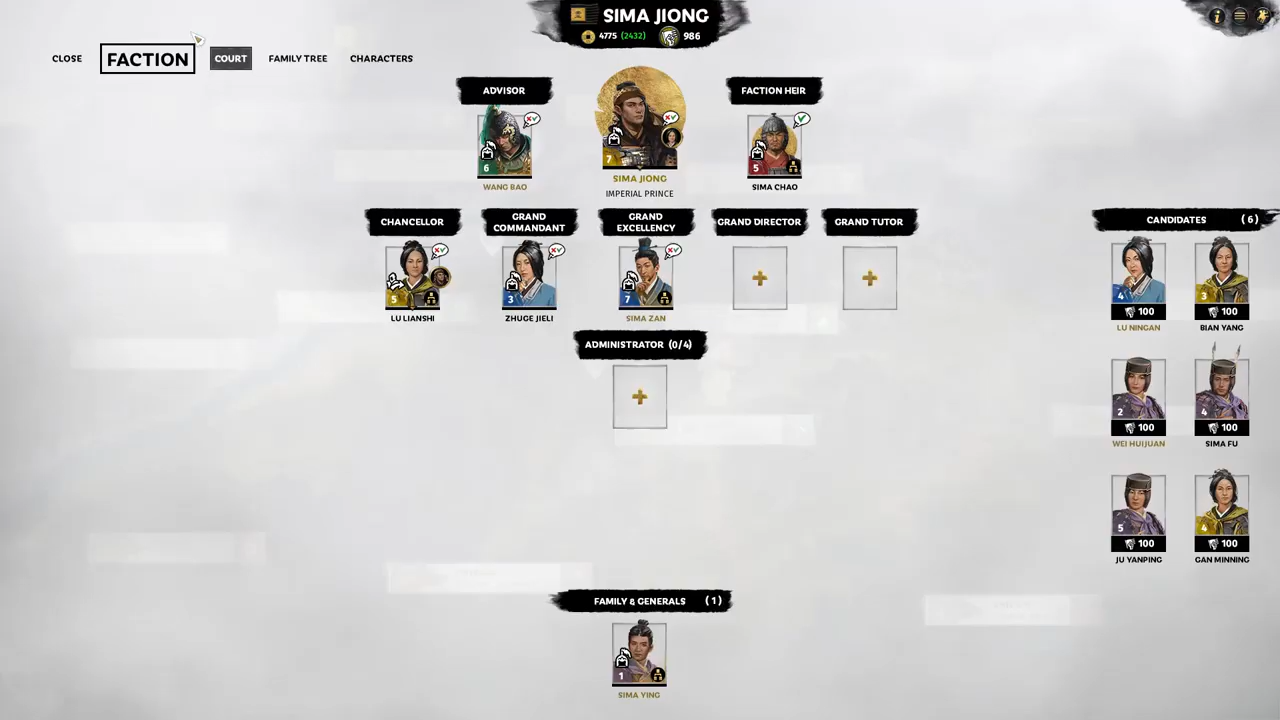 SIMA JIONG
4775 (2432) 986
CLOSE FACTION COURT FAMILY TREE CHARACTERS
ADVISOR
FACTION HEIR
6
7
5
WANG BAO
SIMA JIONG
SIMA CHAO
IMPERIAL PRINCE
CHANCELLOR
GRAND COMMANDANT
GRAND EXCELLENCY
GRAND DIRECTOR
GRAND TUTOR
5
3
7
LU LIANSHI
ZHUGE JIELI
SIMA ZAN
ADMINISTRATOR (0/4)
CANDIDATES (6)
4
3
100
100
LU NINGAN
BIAN YANG
2
4
100
100
WEI HUIJUAN
SIMA FU
5
4
100
100
JU YANPING
GAN MINNING
FAMILY & GENERALS (1)
1
SIMA YING